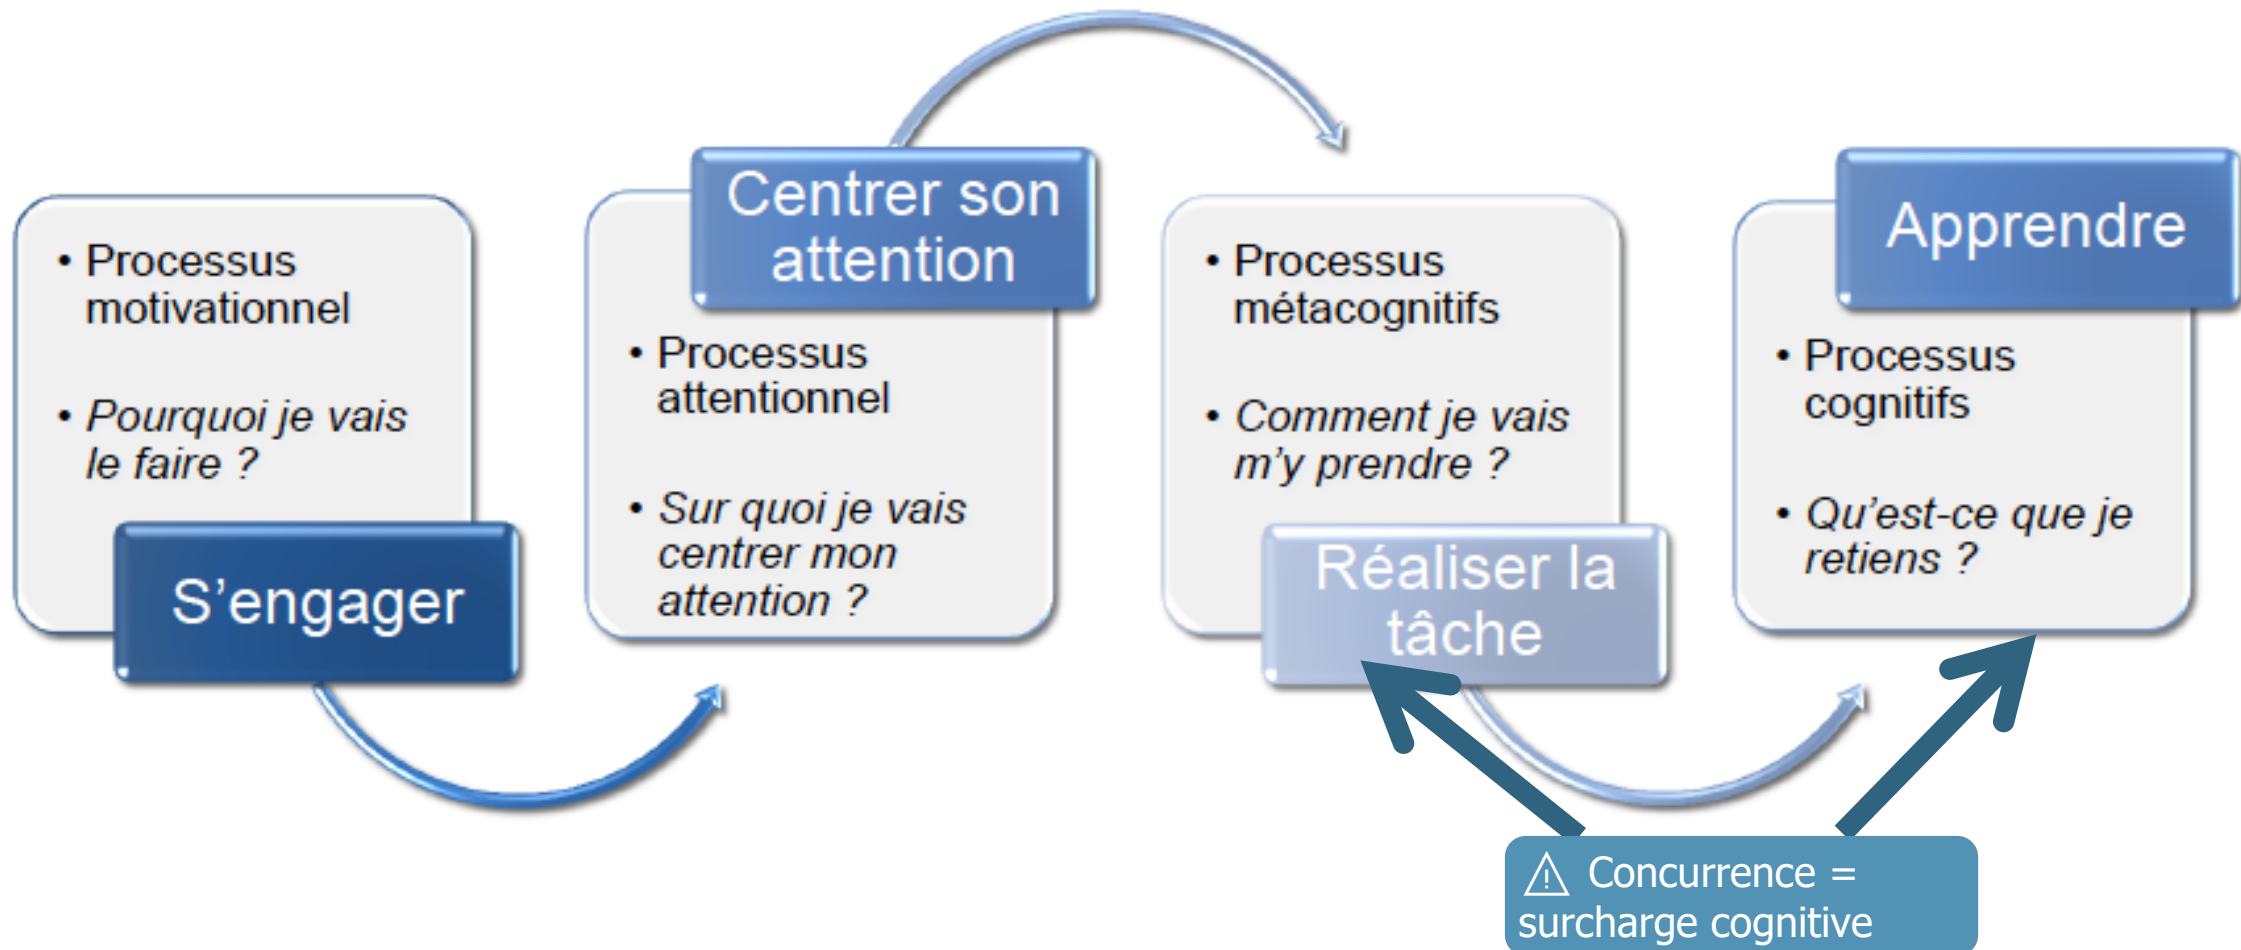 • Processus
motivationnel
• Pourquoi je vais
le faire ?
S’engager
Centrer son
attention
• Processus
attentionnel
• Sur quoi je vais
centrer mon
attention ?
• Processus
métacognitifs
• Comment je vais
m’y prendre ?
Réaliser la
tâche
Apprendre
• Processus
cognitifs
• Qu’est-ce que je
retiens ?
⚠ Concurrence =
surcharge cognitive